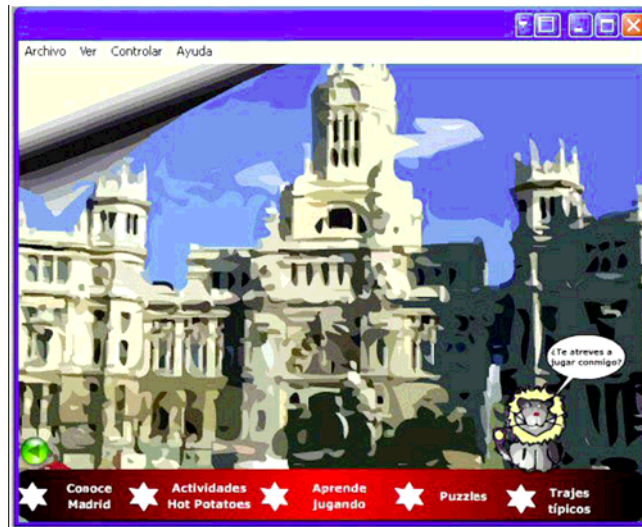 Archivo Ver Controlar Ayuda
¿Te atreves a
jugar conmigo?
Conoce
Madrid
Actividades
Hot Potatoes
Aprende
jugando
Puzzles
Trajes
típicos